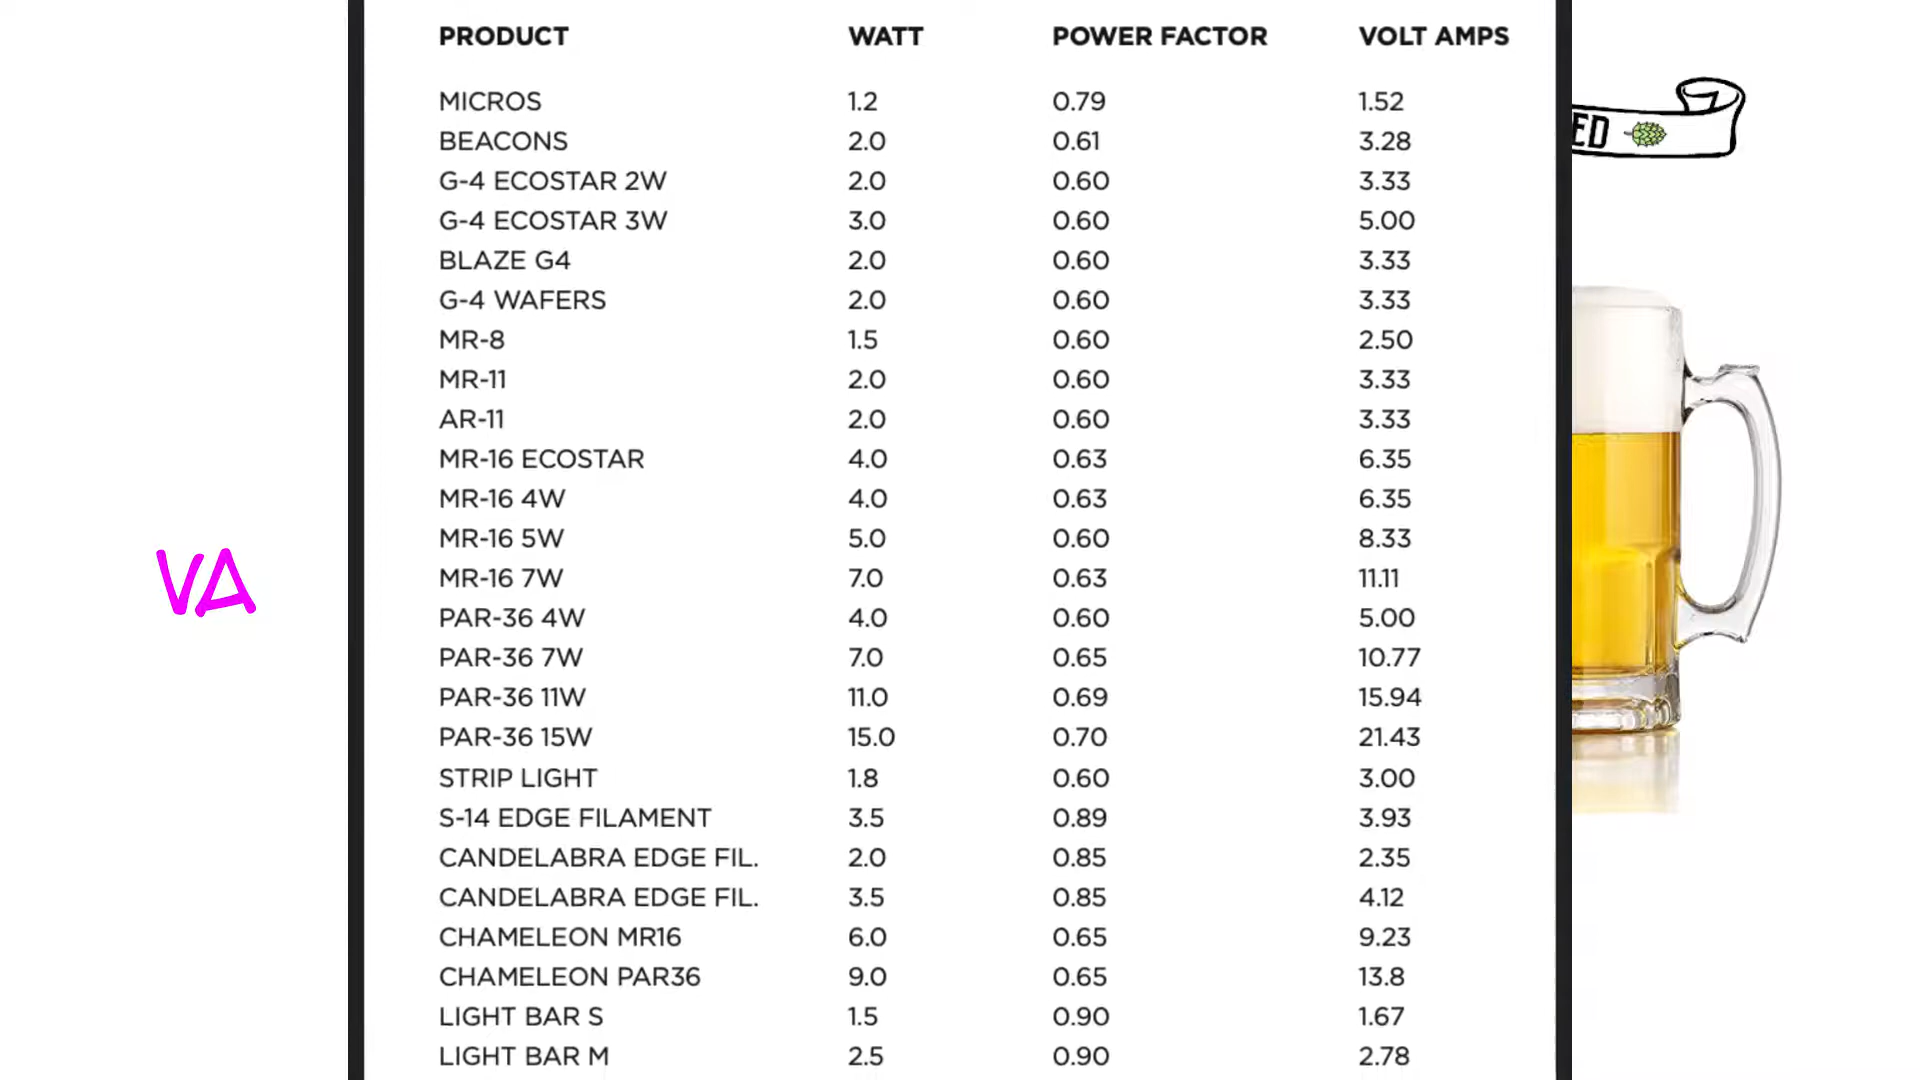 PRODUCT WATT POWER FACTOR VOLT AMPS
MICROS 1.2 0.79 1.52
BEACONS 2.0 0.61 3.28
G-4 ECOSTAR 2W 2.0 0.60 3.33
G-4 ECOSTAR 3W 3.0 0.60 5.00
BLAZE G4 2.0 0.60 3.33
G-4 WAFERS 2.0 0.60 3.33
MR-8 1.5 0.60 2.50
MR-11 2.0 0.60 3.33
AR-11 2.0 0.60 3.33
MR-16 ECOSTAR 4.0 0.63 6.35
MR-16 4W 4.0 0.63 6.35
MR-16 5W 5.0 0.60 8.33
MR-16 7W 7.0 0.63 11.11
PAR-36 4W 4.0 0.60 5.00
PAR-36 7W 7.0 0.65 10.77
PAR-36 11W 11.0 0.69 15.94
PAR-36 15W 15.0 0.70 21.43
STRIP LIGHT 1.8 0.60 3.00
S-14 EDGE FILAMENT 3.5 0.89 3.93
CANDELABRA EDGE FIL. 2.0 0.85 2.35
CANDELABRA EDGE FIL. 3.5 0.85 4.12
CHAMELEON MR16 6.0 0.65 9.23
CHAMELEON PAR36 9.0 0.65 13.8
LIGHT BAR S 1.5 0.90 1.67
LIGHT BAR M 2.5 0.90 2.78
VA
ED